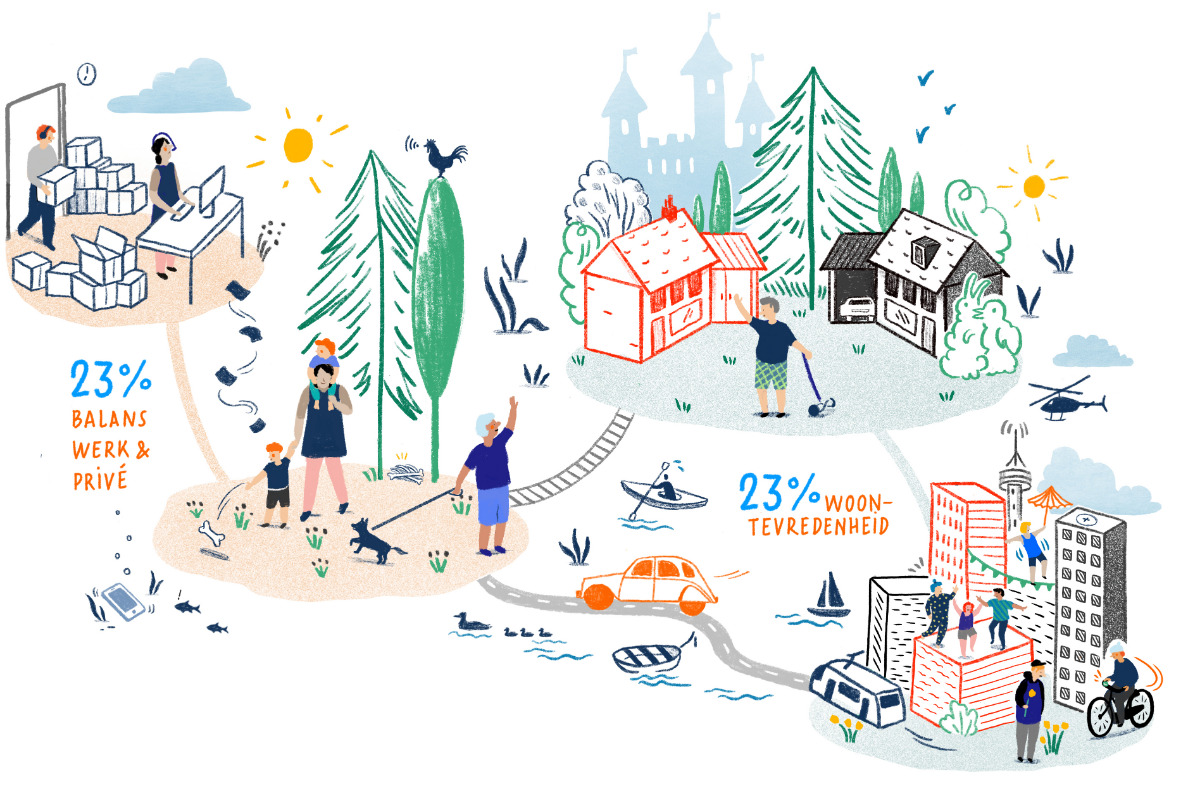 23%
BALANS
WERK &
PRIVÉ
23% WOON-
TEVREDENHEID